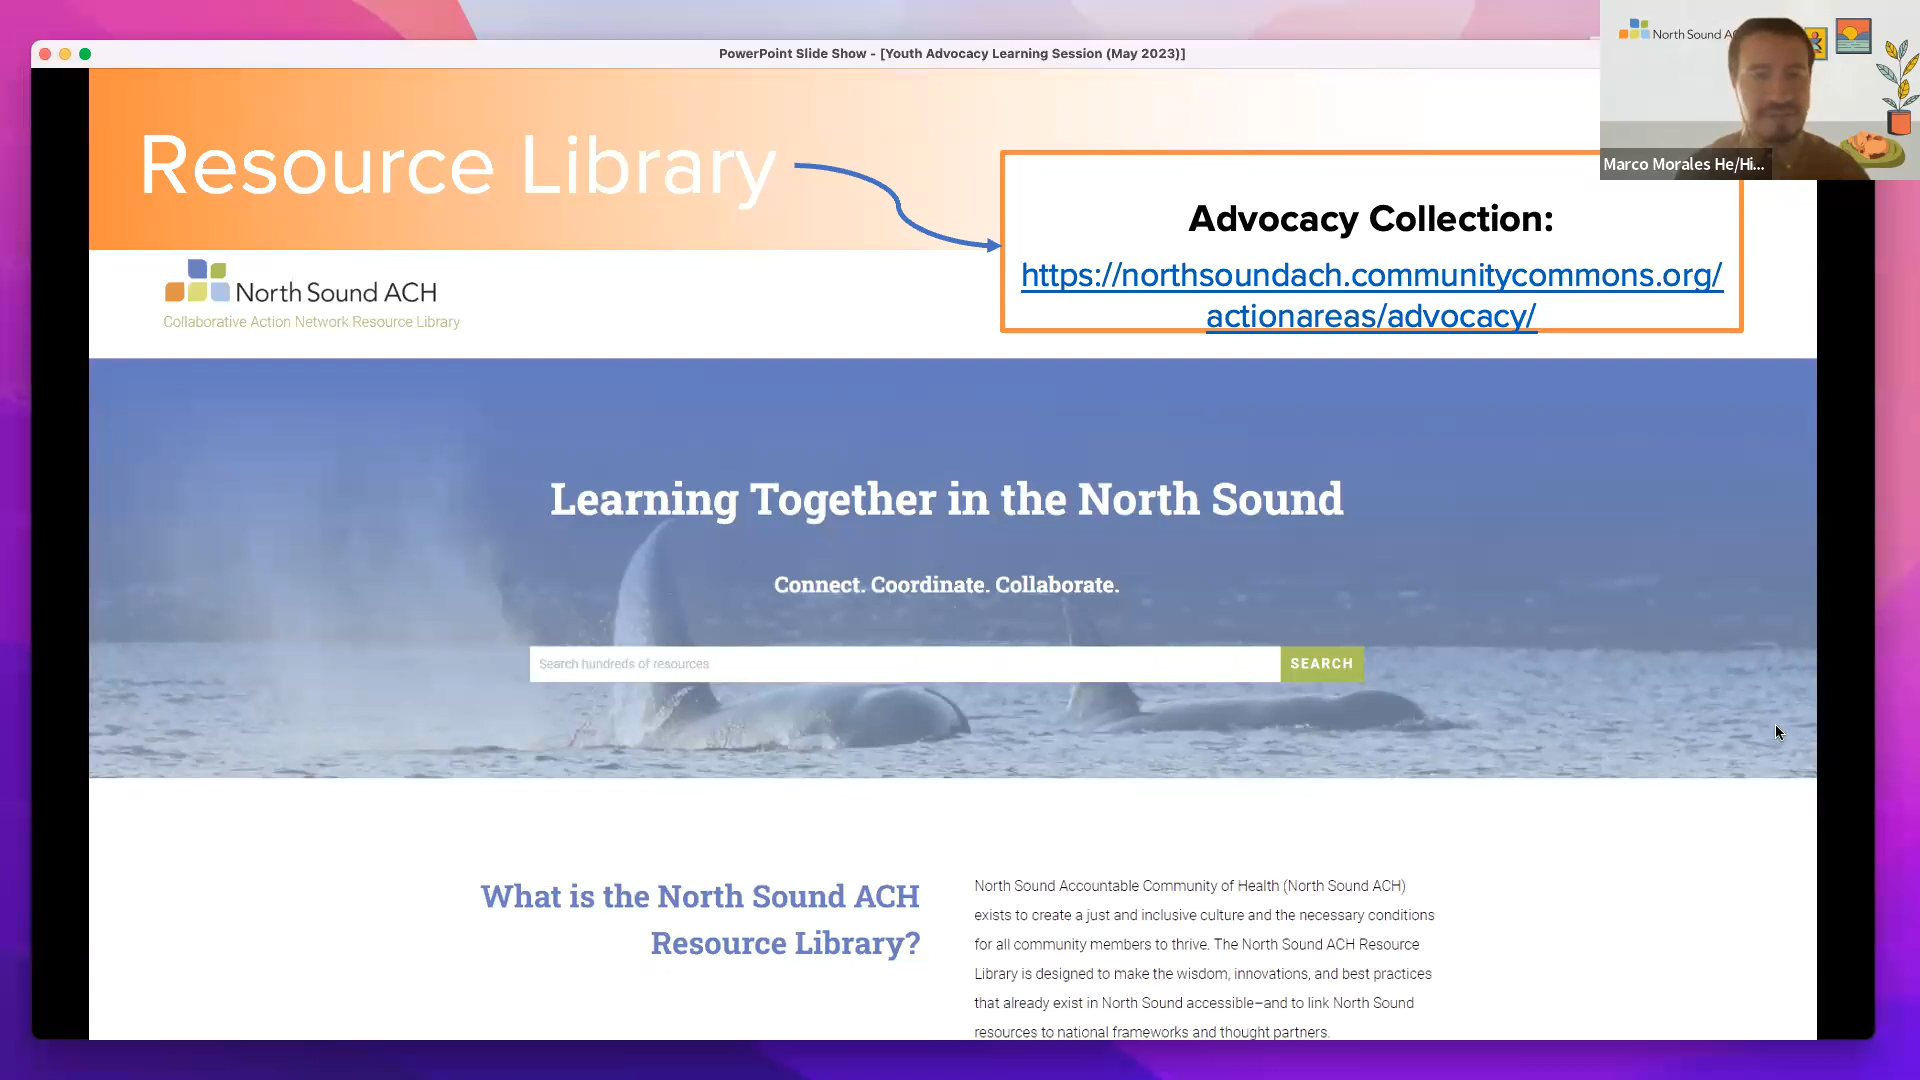 PowerPoint Slide Show - [Youth Advocacy Learning Session (May 2023)]
North Sound
Marco Morales He/Hi...
Resource Library
Advocacy Collection:
https://northsoundach.communitycommons.org/
actionareas/advocacy/
North Sound ACH
Collaborative Action Network Resource Library
Learning Together in the North Sound
Connect. Coordinate. Collaborate.
Search hundreds of resources
SEARCH
What is the North Sound ACH
Resource Library?
North Sound Accountable Community of Health (North Sound ACH)
exists to create a just and inclusive culture and the necessary conditions
for all community members to thrive. The North Sound ACH Resource
Library is designed to make the wisdom, innovations, and best practices
that already exist in North Sound accessible–and to link North Sound
resources to national frameworks and thought partners.